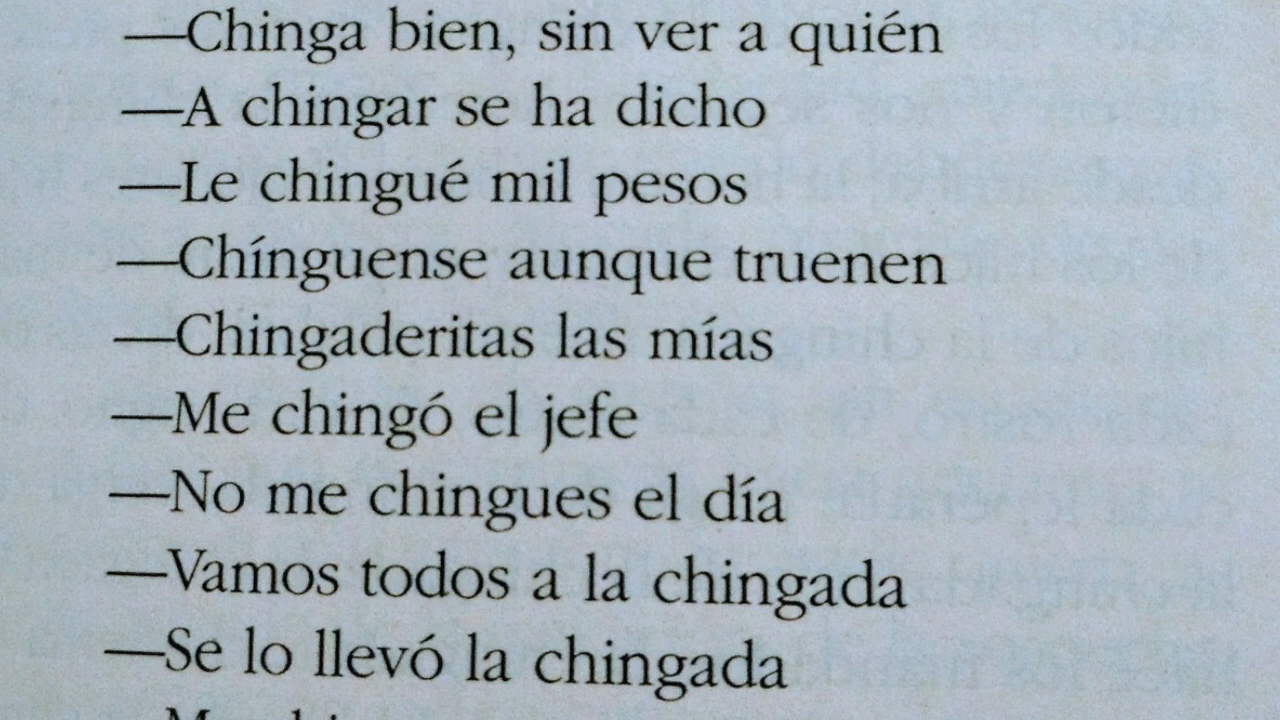 —Chinga bien, sin ver a quién
—A chingar se ha dicho
—Le chingué mil pesos
—Chínguense aunque truenen
—Chingaderitas las mías
—Me chingó el jefe
—No me chingues el día
—Vamos todos a la chingada
—Se lo llevó la chingada